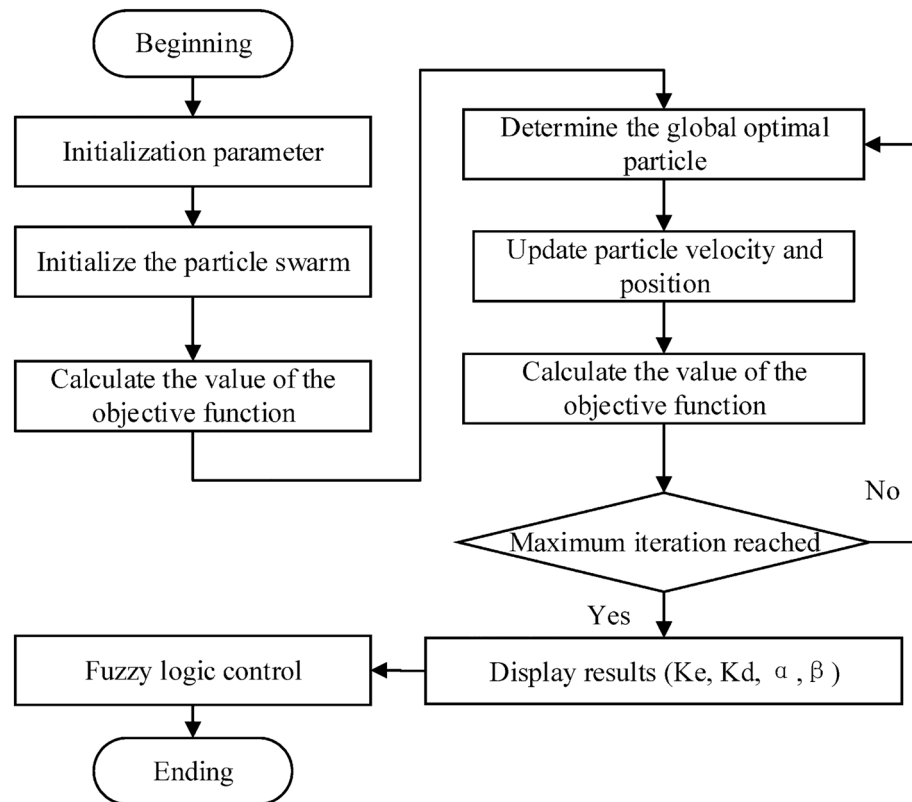 Beginning
Initialization parameter
Initialize the particle swarm
Calculate the value of the
objective function
Determine the global optimal
particle
Update particle velocity and
position
Calculate the value of the
objective function
Maximum iteration reached
No
Yes
Display results (Ke, Kd, α, β)
Fuzzy logic control
Ending